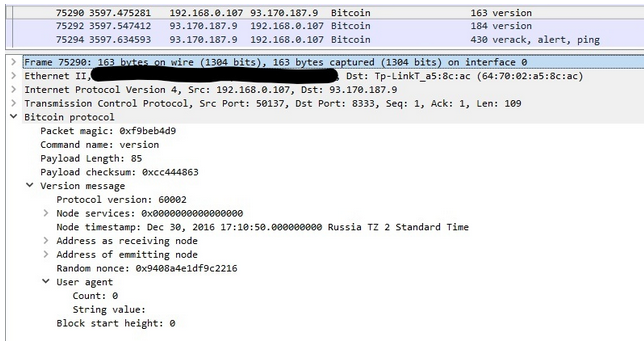 75290 3597.475281 192.168.0.107 93.170.187.9 Bitcoin 163 version
75292 3597.547412 93.170.187.9 192.168.0.107 Bitcoin 184 version
75294 3597.634593 93.170.187.9 192.168.0.107 Bitcoin 430 verack, alert, ping
Frame 75290: 163 bytes on wire (1304 bits), 163 bytes captured (1304 bits) on interface 0
Ethernet II, , Dst: Tp-LinkT_a5:8c:ac (64:70:02:a5:8c:ac)
Internet Protocol Version 4, Src: 192.168.0.107, Dst: 93.170.187.9
Transmission Control Protocol, Src Port: 50137, Dst Port: 8333, Seq: 1, Ack: 1, Len: 109
Bitcoin protocol
Packet magic: 0xf9beb4d9
Command name: version
Payload Length: 85
Payload checksum: 0xcc444863
Version message
Protocol version: 60002
Node services: 0x0000000000000000
Node timestamp: Dec 30, 2016 17:10:50.000000000 Russia TZ 2 Standard Time
Address as receiving node
Address of emmitting node
Random nonce: 0x9408a4e1df9c2216
User agent
Count: 0
String value:
Block start height: 0